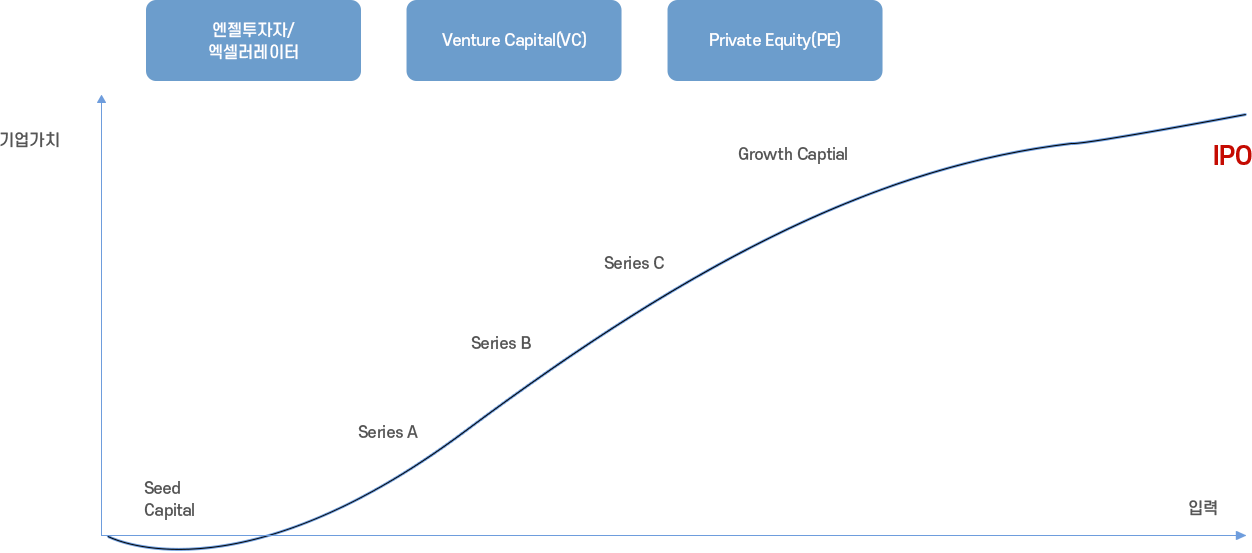 엔젤투자자/
엑셀러레이터
Venture Capital(VC)
Private Equity(PE)
기업가치
Growth Captial
IPO
Series C
Series B
Series A
Seed
Capital
입력